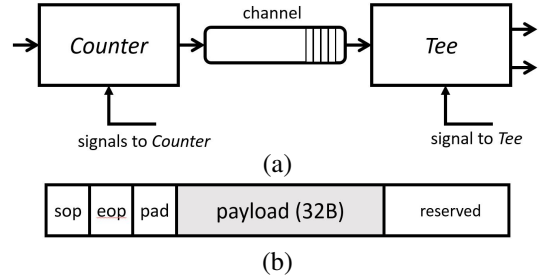 channel
Counter
Tee
signals to Counter
signal to Tee
(a)
sop eop pad payload (32B) reserved
(b)